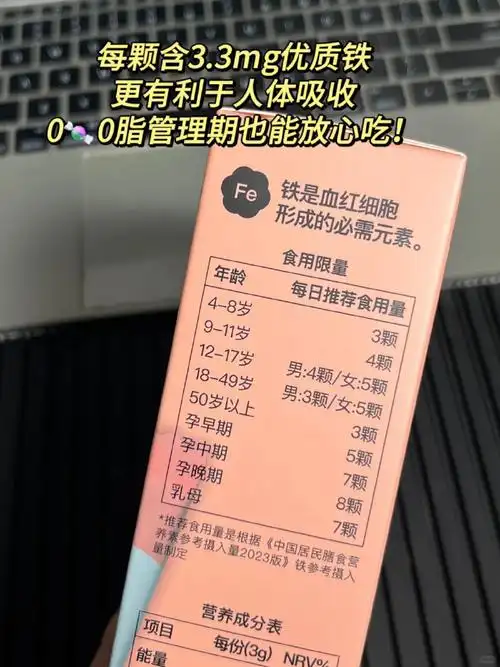 每颗含3.3mg优质铁
更有利于人体吸收
0🍬0脂管理期也能放心吃!
Fe
铁是血红细胞
形成的必需元素。
食用限量
年龄 每日推荐食用量
4-8岁 3颗
9-11岁 4颗
12-17岁 男:4颗/女:5颗
18-49岁 男:3颗/女:5颗
50岁以上 3颗
孕早期 5颗
孕中期 7颗
孕晚期 8颗
乳母 7颗
*推荐食用量是根据《中国居民膳食营
养素参考摄入量2023版》铁参考摄入
量制定
营养成分表
项目 每份(3g) NRV%
能量